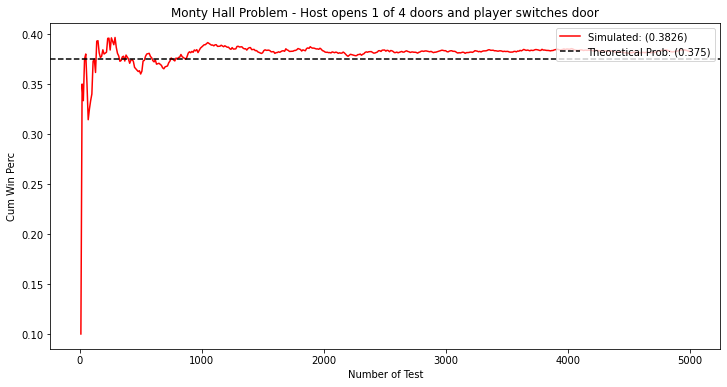 Monty Hall Problem - Host opens 1 of 4 doors and player switches door
Simulated: (0.3826)
Theoretical Prob: (0.375)
Cum Win Perc
0.40
0.35
0.30
0.25
0.20
0.15
0.10
0 1000 2000 3000 4000 5000
Number of Test